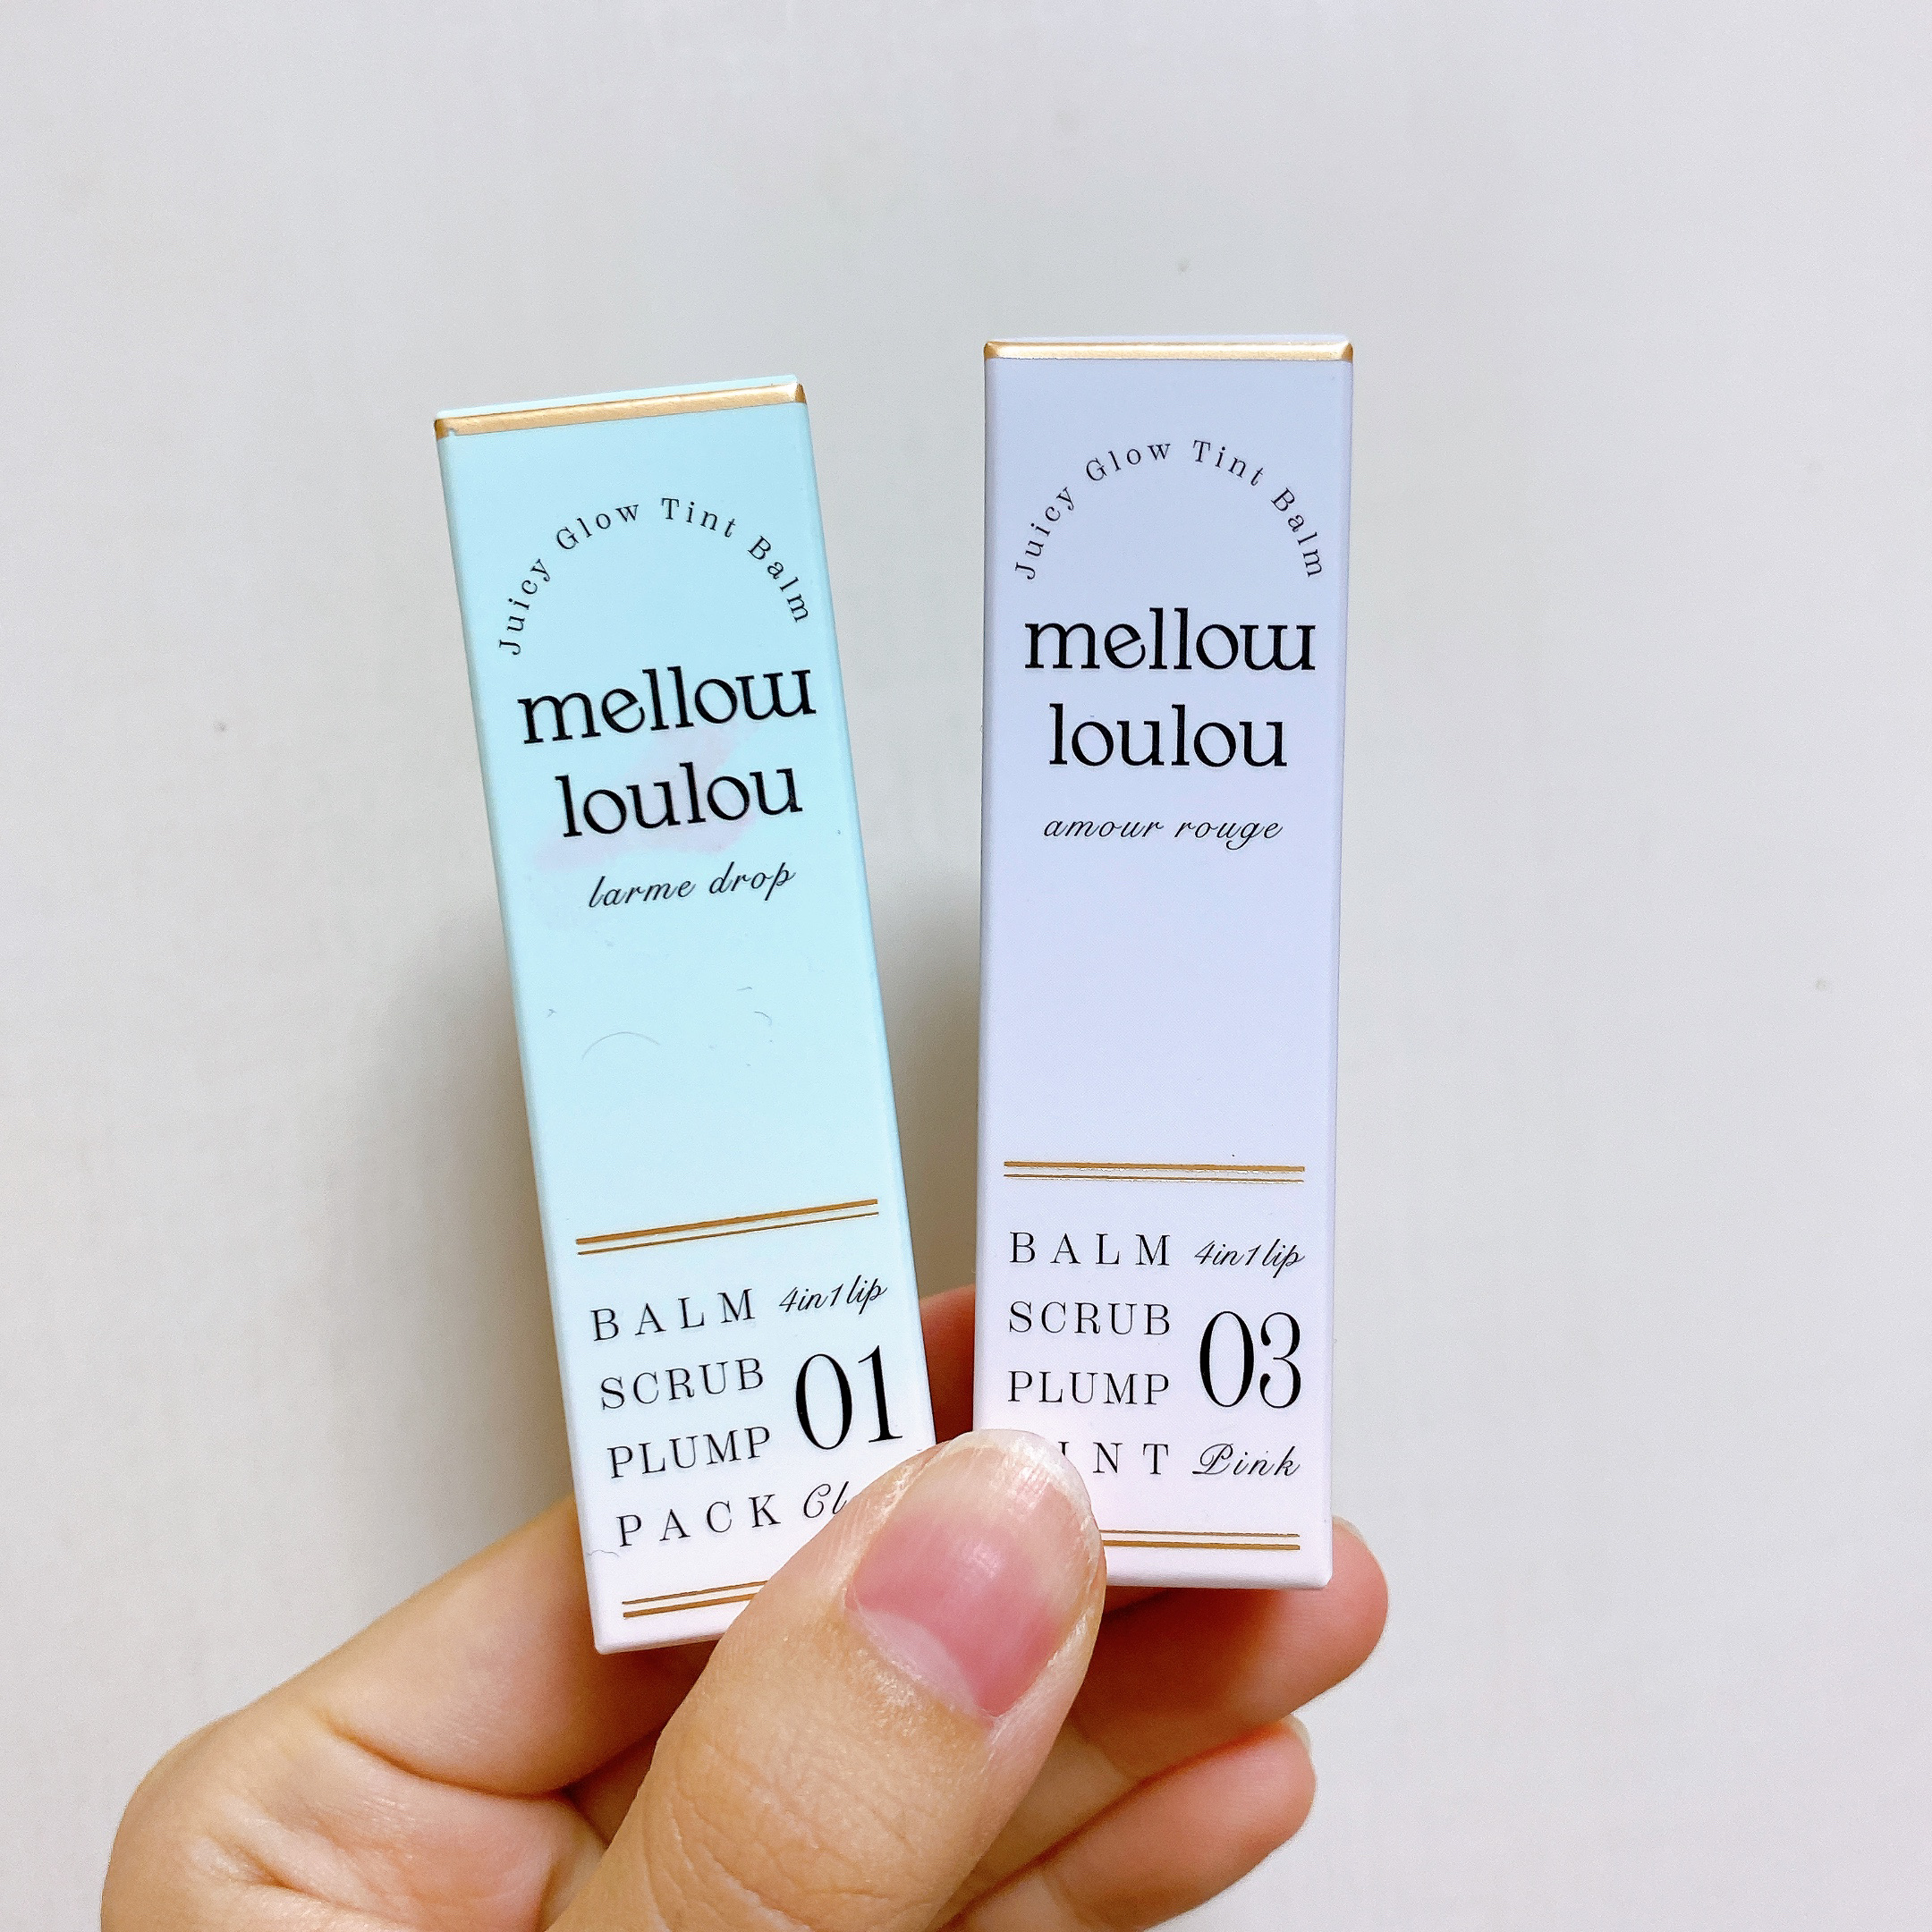 Juicy Glow Tint Balm
mellow
loulou
larme drop
BALM 4in1 lip
SCRUB
PLUMP 01
PACK
Juicy Glow Tint Balm
mellow
loulou
amour rouge
BALM 4in1 lip
SCRUB
PLUMP 03
Pink